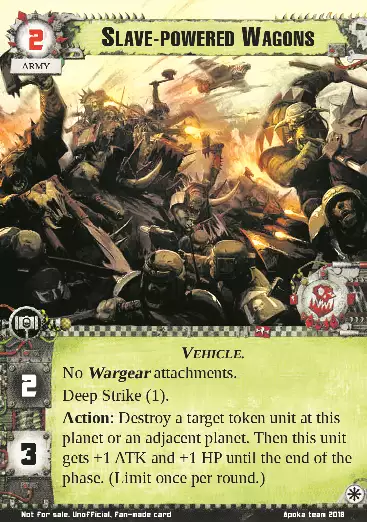 2
SLAVE-POWERED WAGONS
ARMY
VEHICLE.
No Wargear attachments.
Deep Strike (1).
2
Action: Destroy a target token unit at this
planet or an adjacent planet. Then this unit
gets +1 ATK and +1 HP until the end of the
phase. (Limit once per round.)
3
Not for sale. Unofficial. Fan-made card
Apoka team 2018